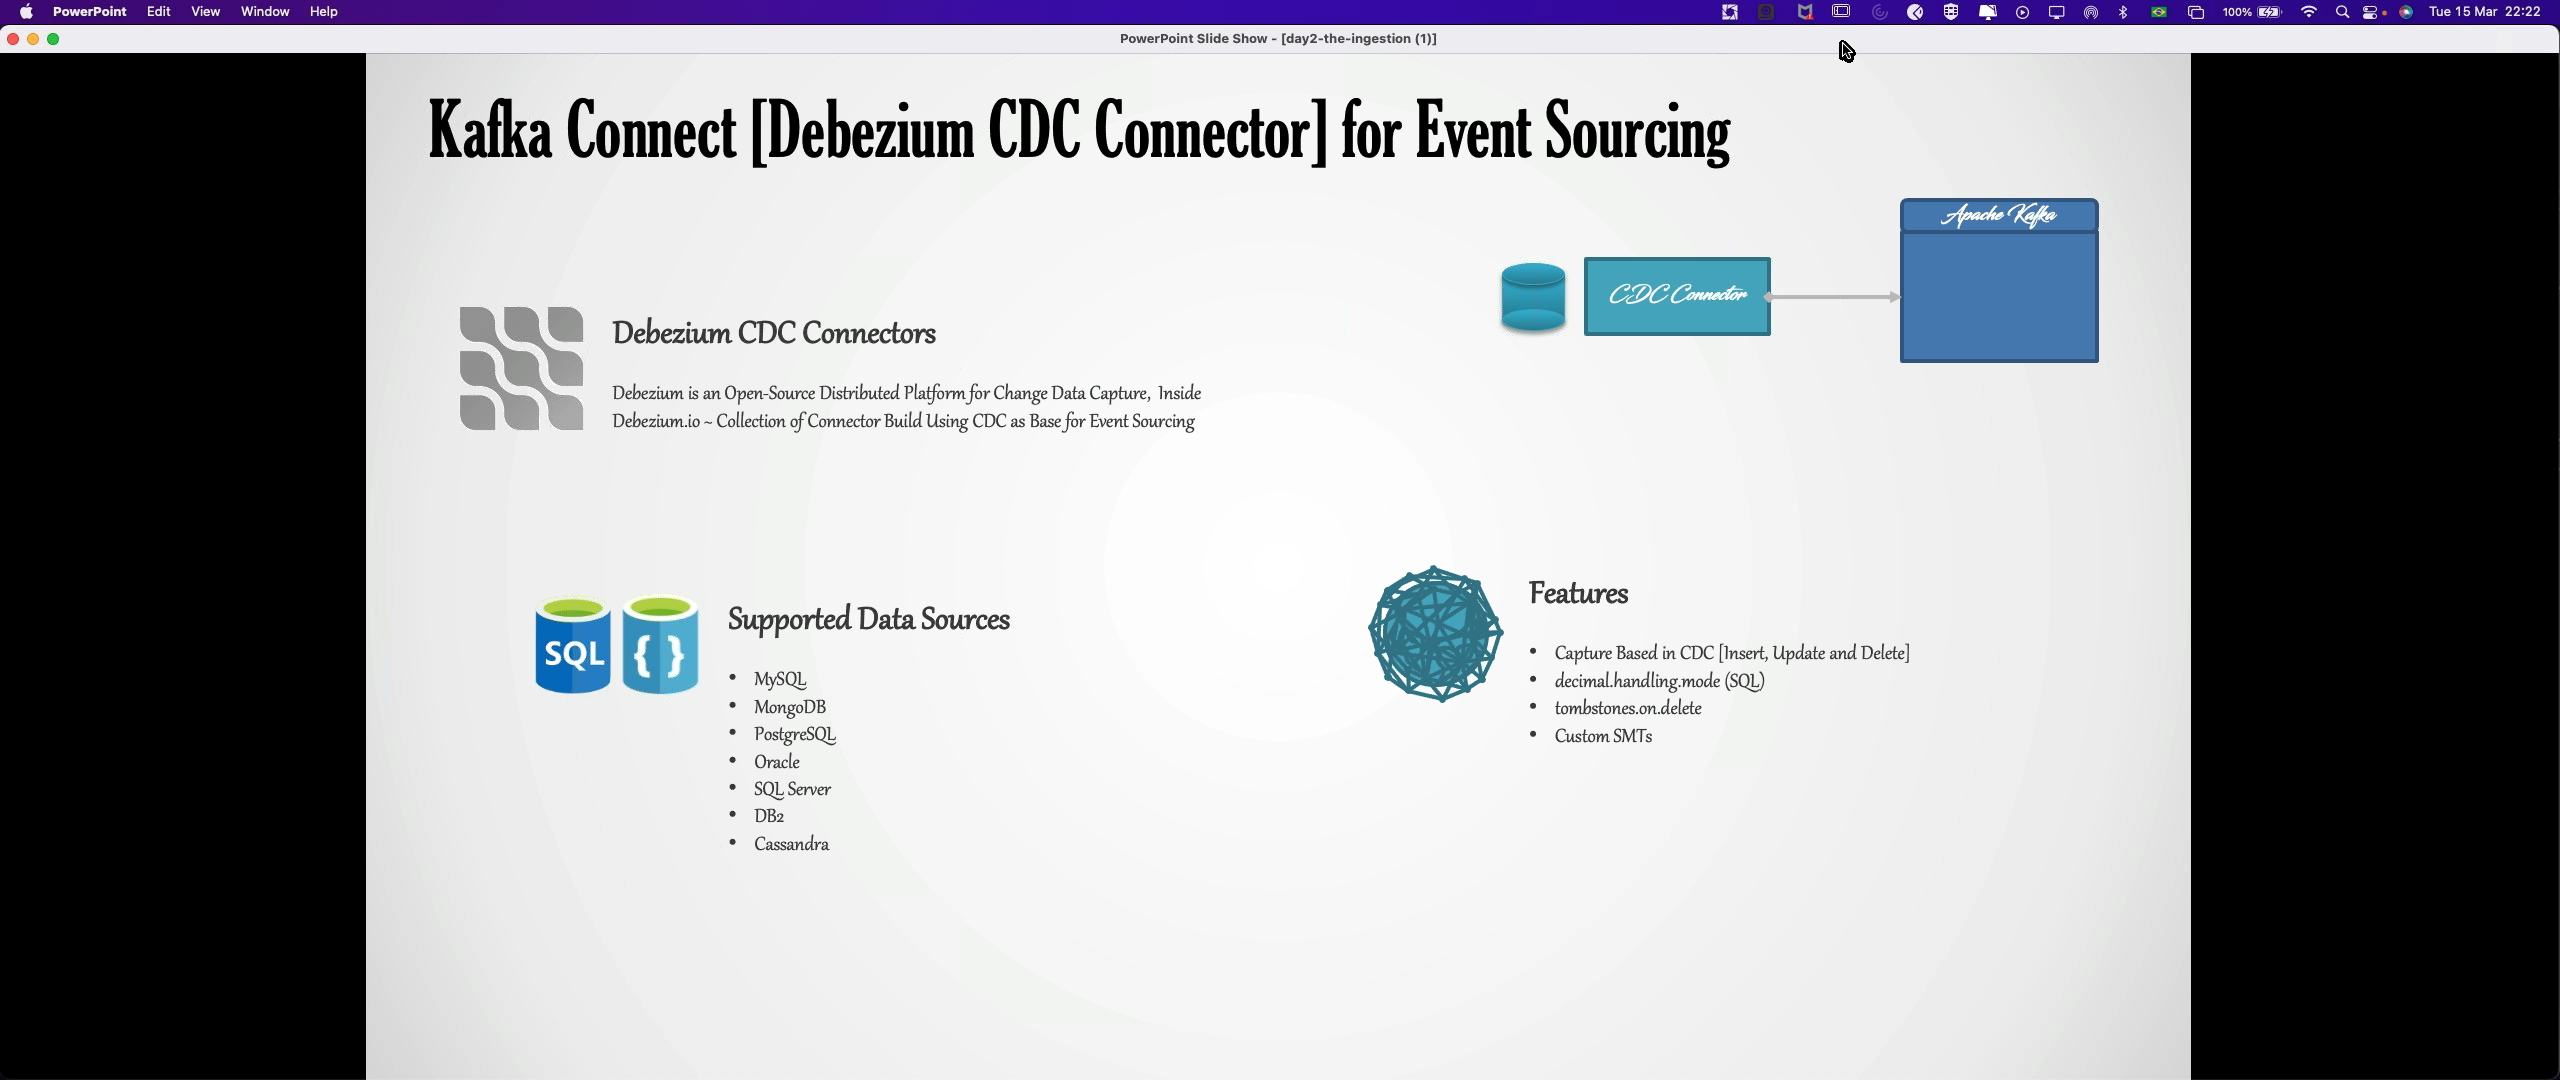 PowerPoint Edit View Window Help 100% Tue 15 Mar 22:22
PowerPoint Slide Show - [day2-the-ingestion (1)]
Kafka Connect [Debezium CDC Connector] for Event Sourcing
Apache Kafka
CDC Connector
Debezium CDC Connectors
Debezium is an Open-Source Distributed Platform for Change Data Capture, Inside
Debezium.io ~ Collection of Connector Build Using CDC as Base for Event Sourcing
SQL { }
Supported Data Sources
• MySQL
• MongoDB
• PostgreSQL
• Oracle
• SQL Server
• DB2
• Cassandra
Features
• Capture Based in CDC [Insert, Update and Delete]
• decimal.handling.mode (SQL)
• tombstones.on.delete
• Custom SMTs